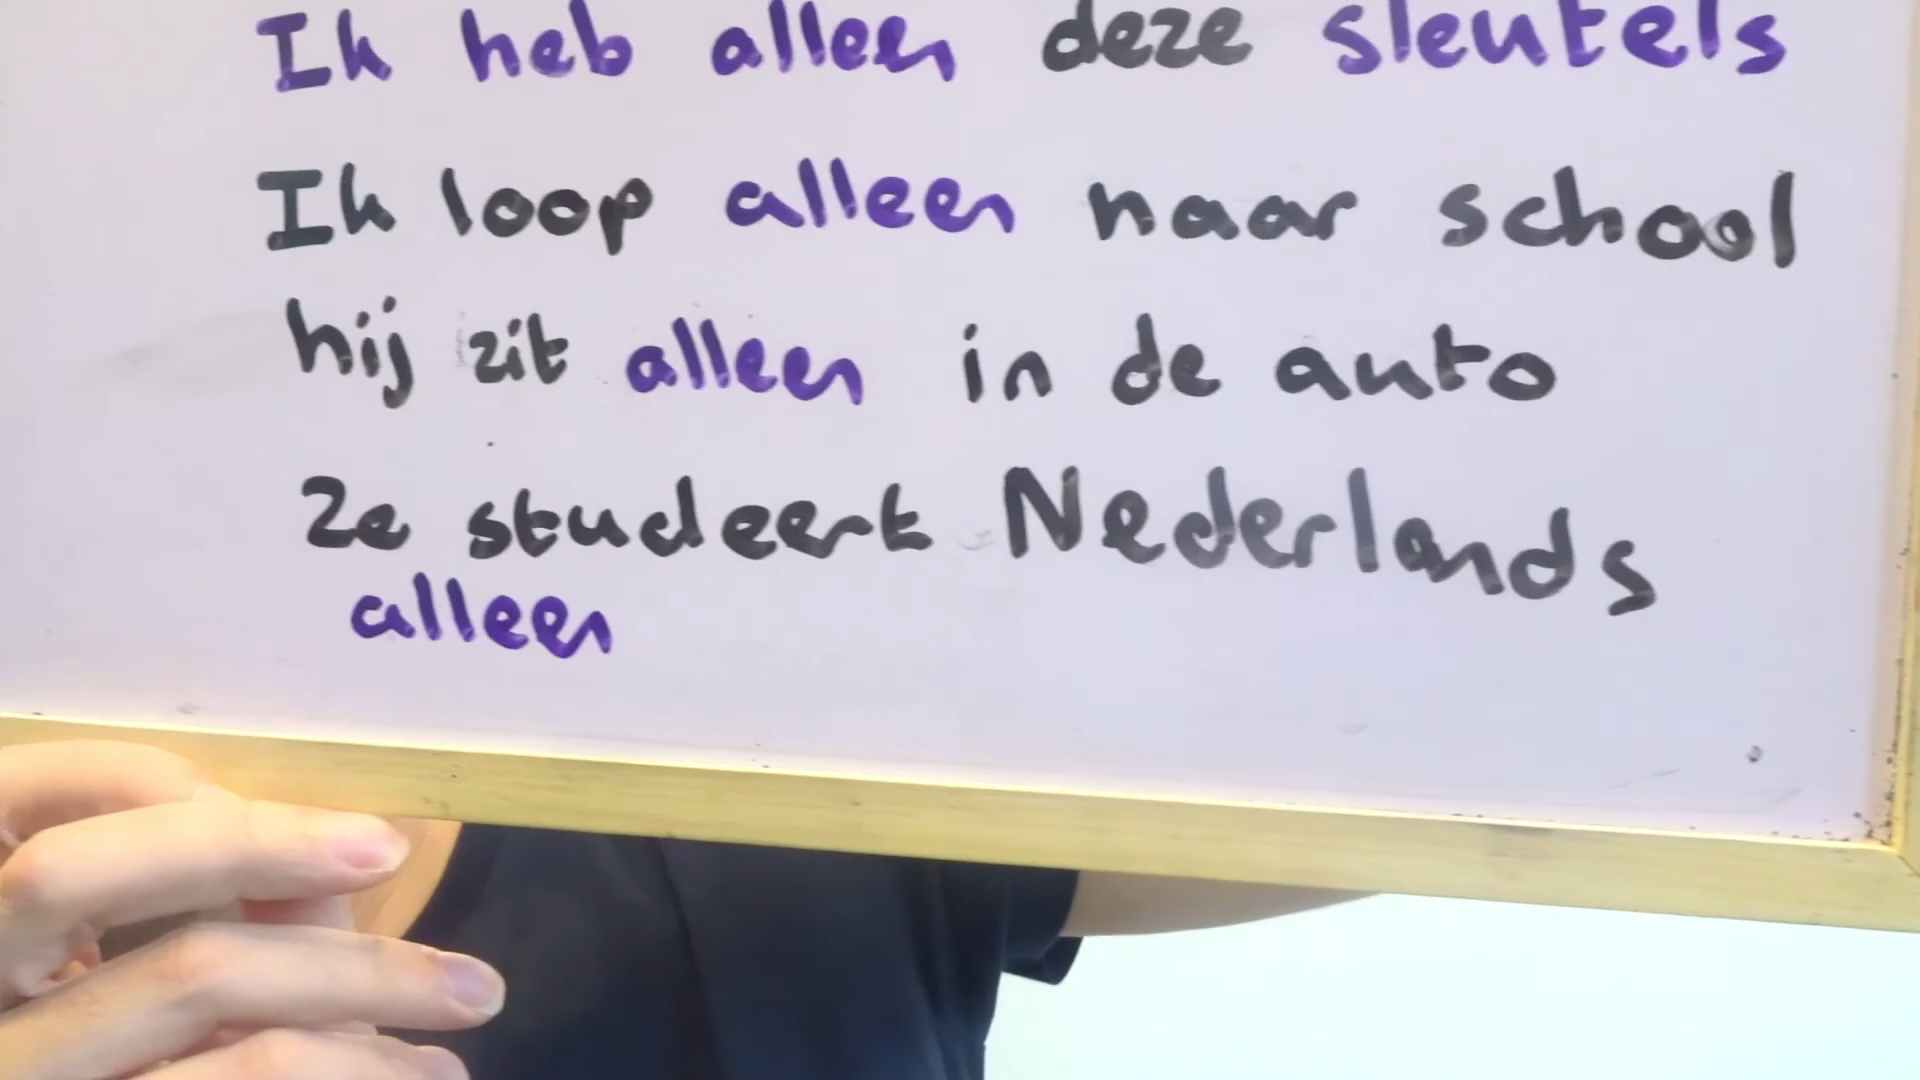 Ik heb alleen deze sleutels
Ik loop alleen naar school
hij zit alleen in de auto
Ze studeert Nederlands
alleen